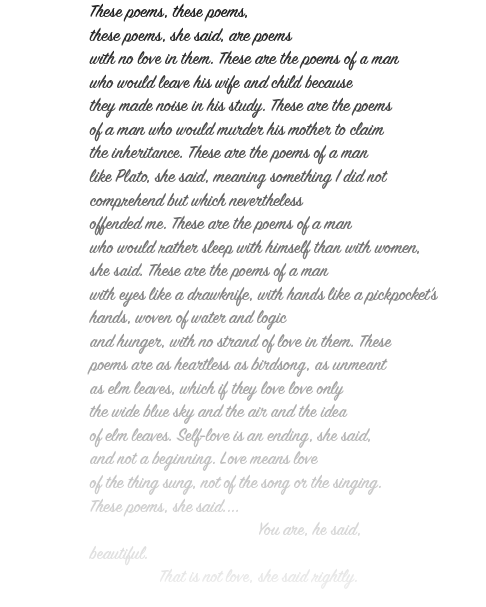 These poems, these poems,
these poems, she said, are poems
with no love in them. These are the poems of a man
who would leave his wife and child because
they made noise in his study. These are the poems
of a man who would murder his mother to claim
the inheritance. These are the poems of a man
like Plato, she said, meaning something I did not
comprehend but which nevertheless
offended me. These are the poems of a man
who would rather sleep with himself than with women,
she said. These are the poems of a man
with eyes like a drawknife, with hands like a pickpocket's
hands, woven of water and logic
and hunger, with no strand of love in them. These
poems are as heartless as birdsong, as unmeant
as elm leaves, which if they love love only
the wide blue sky and the air and the idea
of elm leaves. Self-love is an ending, she said,
and not a beginning. Love means love
of the thing sung, not of the song or the singing.
These poems, she said....
You are, he said,
beautiful.
That is not love, she said rightly.